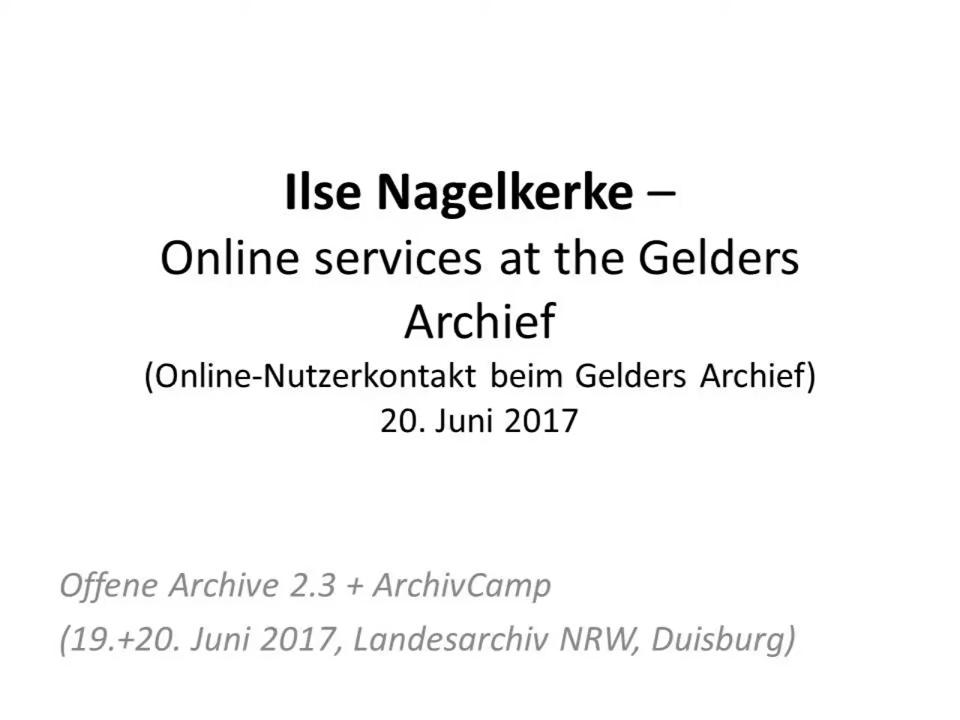 Ilse Nagelkerke –
Online services at the Gelders
Archief
(Online-Nutzerkontakt beim Gelders Archief)
20. Juni 2017
Offene Archive 2.3 + ArchivCamp
(19.+20. Juni 2017, Landesarchiv NRW, Duisburg)